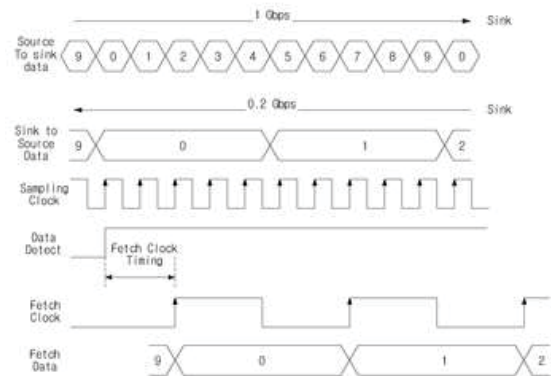 1 Gbps Sink
Source
To sink
data
9 0 1 2 3 4 5 6 7 8 9 0
0.2 Gbps Sink
Sink to
Source
Data
9 0 1 2
Sampling
Clock
Data
Detect
Fetch Clock
Timing
Fetch
Clock
Fetch
Data
9 0 1 2